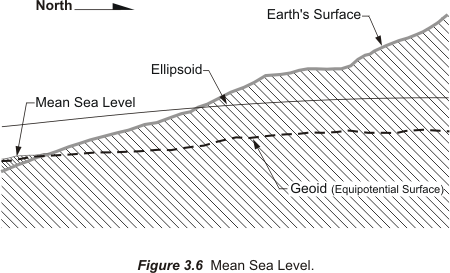 North
Earth's Surface
Ellipsoid
Mean Sea Level
Geoid (Equipotential Surface)
Figure 3.6 Mean Sea Level.